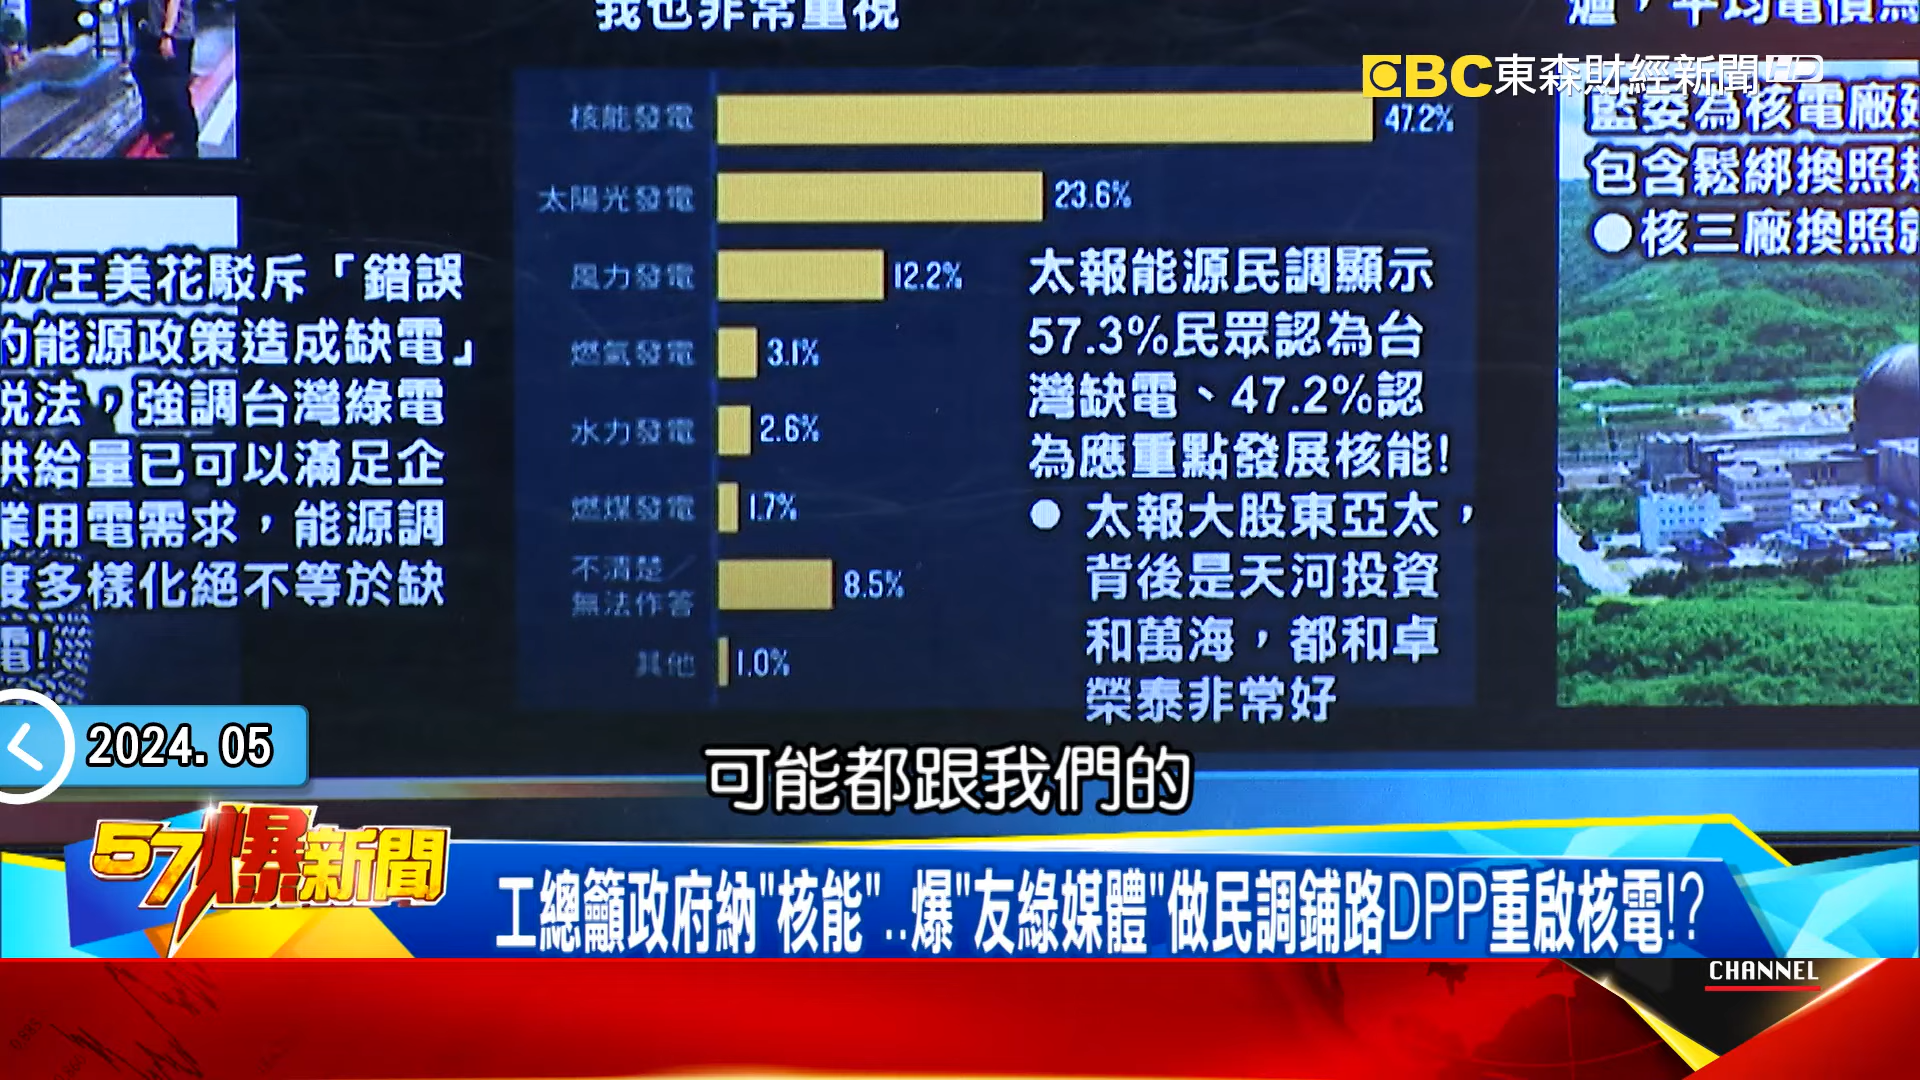 我也非常重視
EBC東森財經新聞HD
核能發電 47.2%
太陽光發電 23.6%
風力發電 12.2%
燃氣發電 3.1%
水力發電 2.6%
燃煤發電 1.7%
不清楚／
無法作答 8.5%
其他 1.0%
太報能源民調顯示
57.3%民眾認為台
灣缺電、47.2%認
為應重點發展核能!
● 太報大股東亞太，
背後是天河投資
和萬海，都和卓
榮泰非常好
/7王美花駁斥「錯誤
的能源政策造成缺電」
說法，強調台灣綠電
供給量已可以滿足企
業用電需求，能源調
度多樣化絕不等於缺
電!
爐，平均電價
監委為核電廠
包含鬆綁換照
●核三廠換照
2024.05
可能都跟我們的
57爆新聞
工總籲政府納"核能"..爆"友綠媒體"做民調鋪路DPP重啟核電!?
CHANNEL